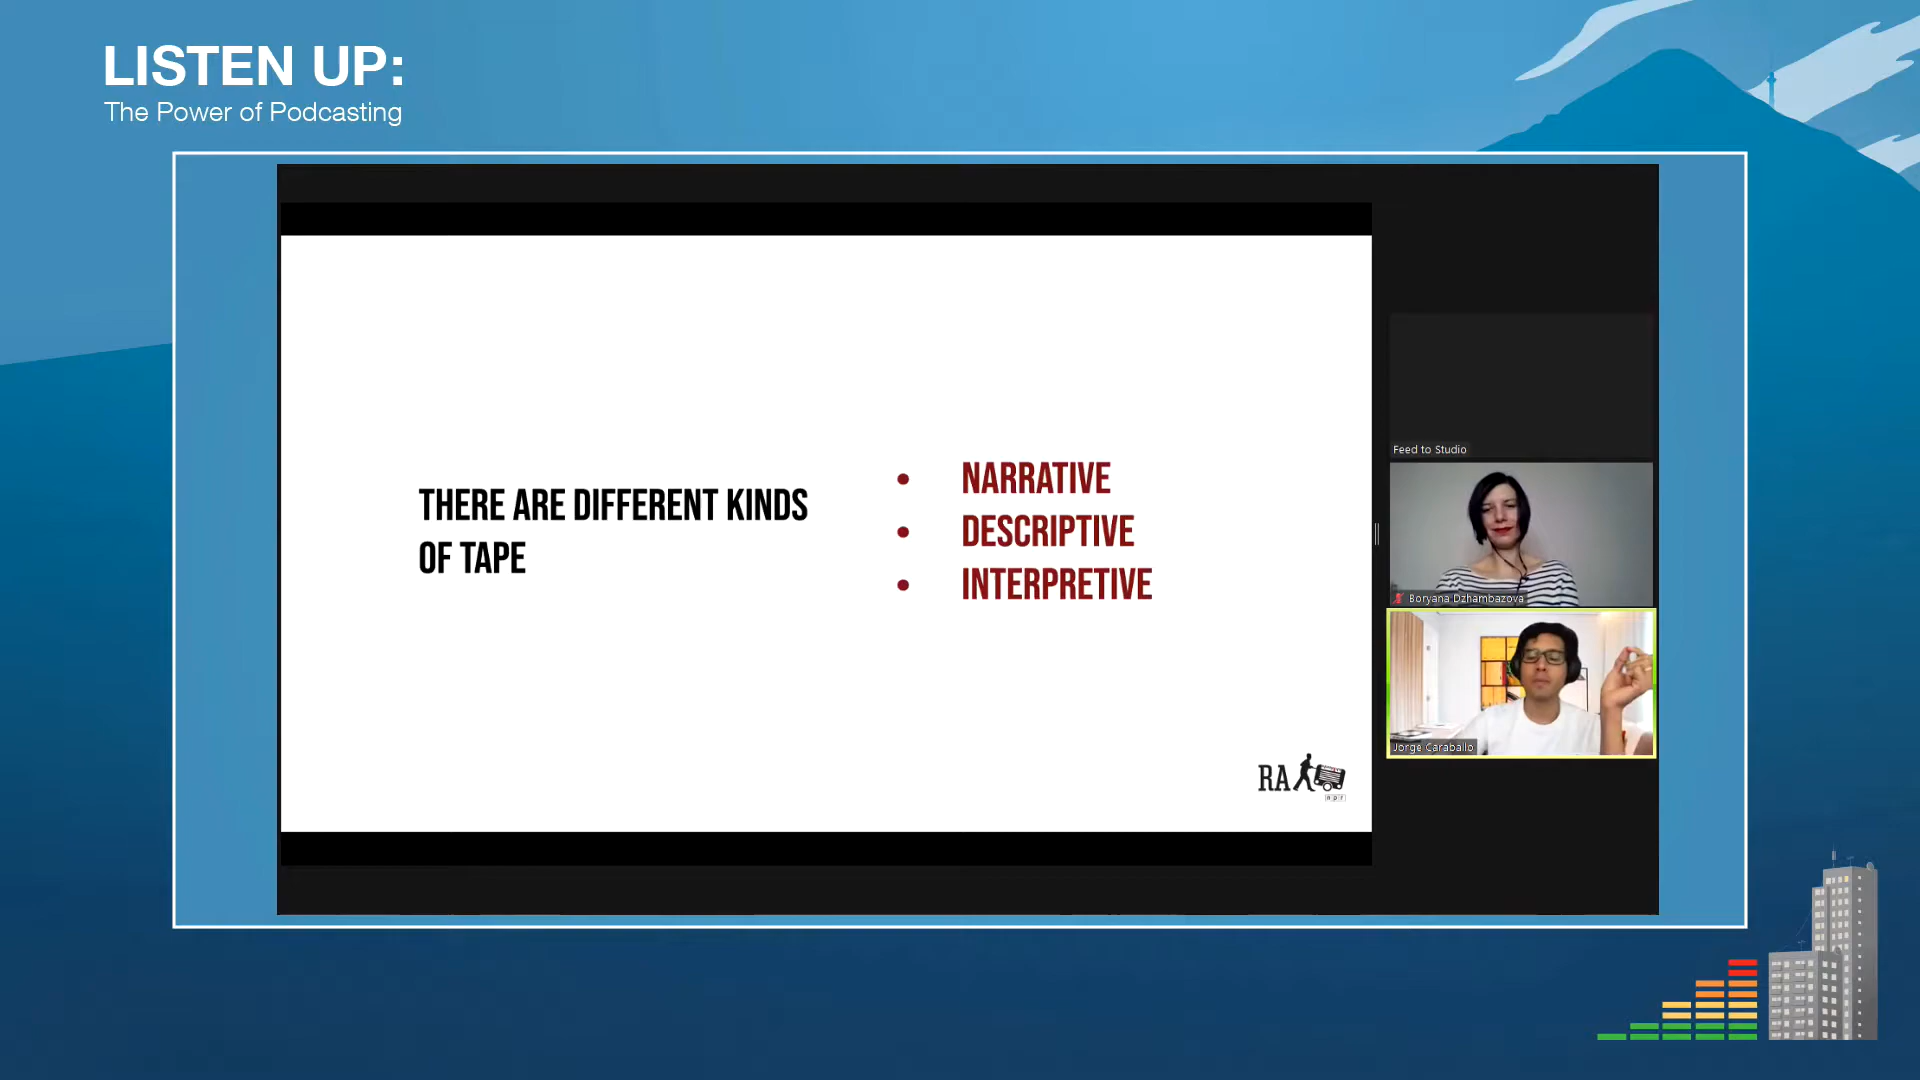 LISTEN UP:
The Power of Podcasting
THERE ARE DIFFERENT KINDS
OF TAPE
• NARRATIVE
• DESCRIPTIVE
• INTERPRETIVE
RA
npr
Feed to Studio
Boryana Dzhambazova
Jorge Caraballo